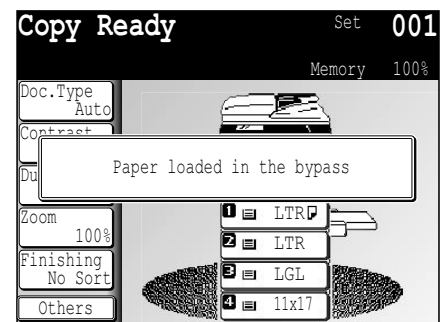 Copy Ready Set 001
Memory 100%
Doc.Type
Auto
Contrast
Du
Paper loaded in the bypass
Zoom
100%
Finishing
No Sort
Others
1 LTR
2 LTR
3 LGL
4 11x17